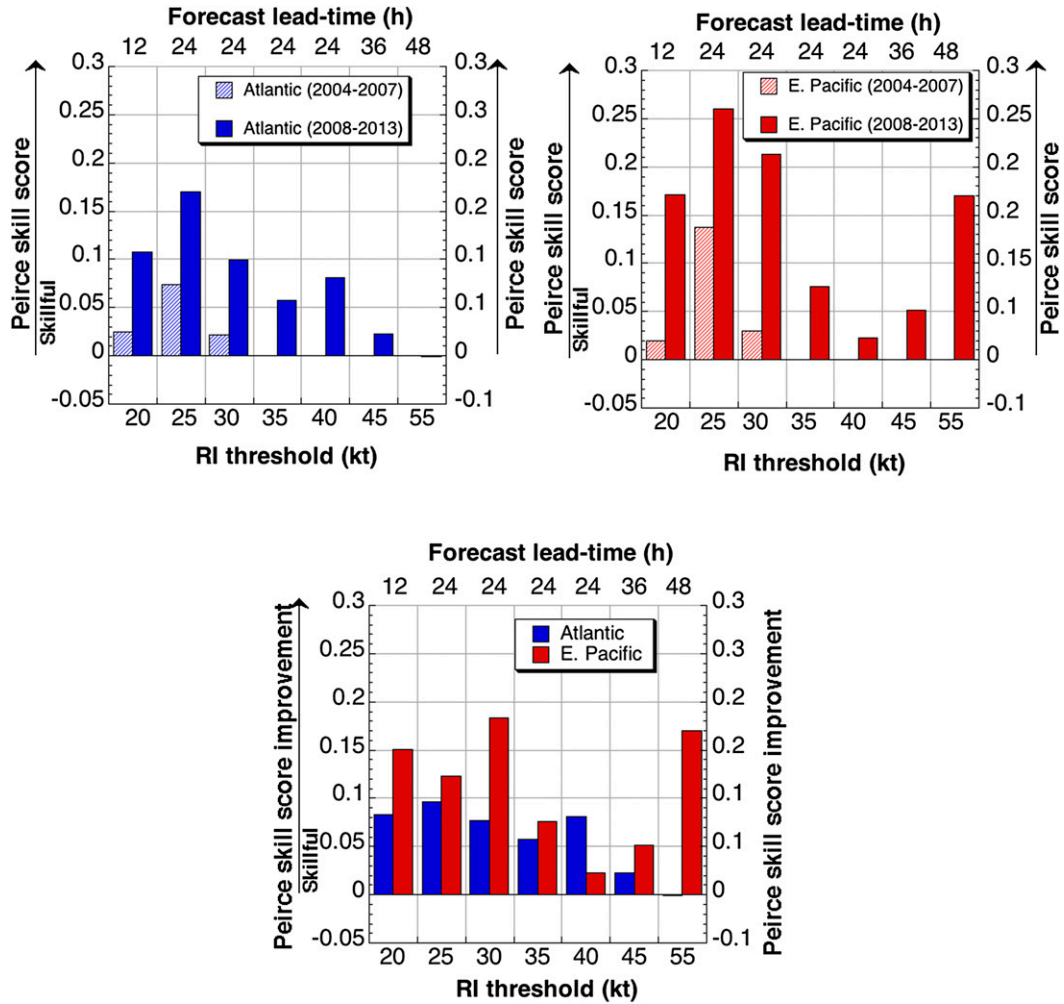 Forecast lead-time (h)
12 24 24 24 24 36 48
0.3
0.25
0.2
0.15
0.1
0.05
0
-0.05
Peirce skill score
Skillful
Atlantic (2004-2007)
Atlantic (2008-2013)
0.3
0.2
0.2
0.2
0.1
0.1
0
-0.1
Peirce skill score
20 25 30 35 40 45 55
RI threshold (kt)
Forecast lead-time (h)
12 24 24 24 24 36 48
0.3
0.25
0.2
0.15
0.1
0.05
0
-0.05
Peirce skill score
Skillful
E. Pacific (2004-2007)
E. Pacific (2008-2013)
0.3
0.25
0.2
0.2
0.15
0.1
0
-0.1
Peirce skill score
20 25 30 35 40 45 55
RI threshold (kt)
Forecast lead-time (h)
12 24 24 24 24 36 48
0.3
0.25
0.2
0.15
0.1
0.05
0
-0.05
Peirce skill score improvement
Skillful
Atlantic
E. Pacific
0.3
0.3
0.2
0.2
0.1
0.1
0
-0.1
Peirce skill score improvement
20 25 30 35 40 45 55
RI threshold (kt)